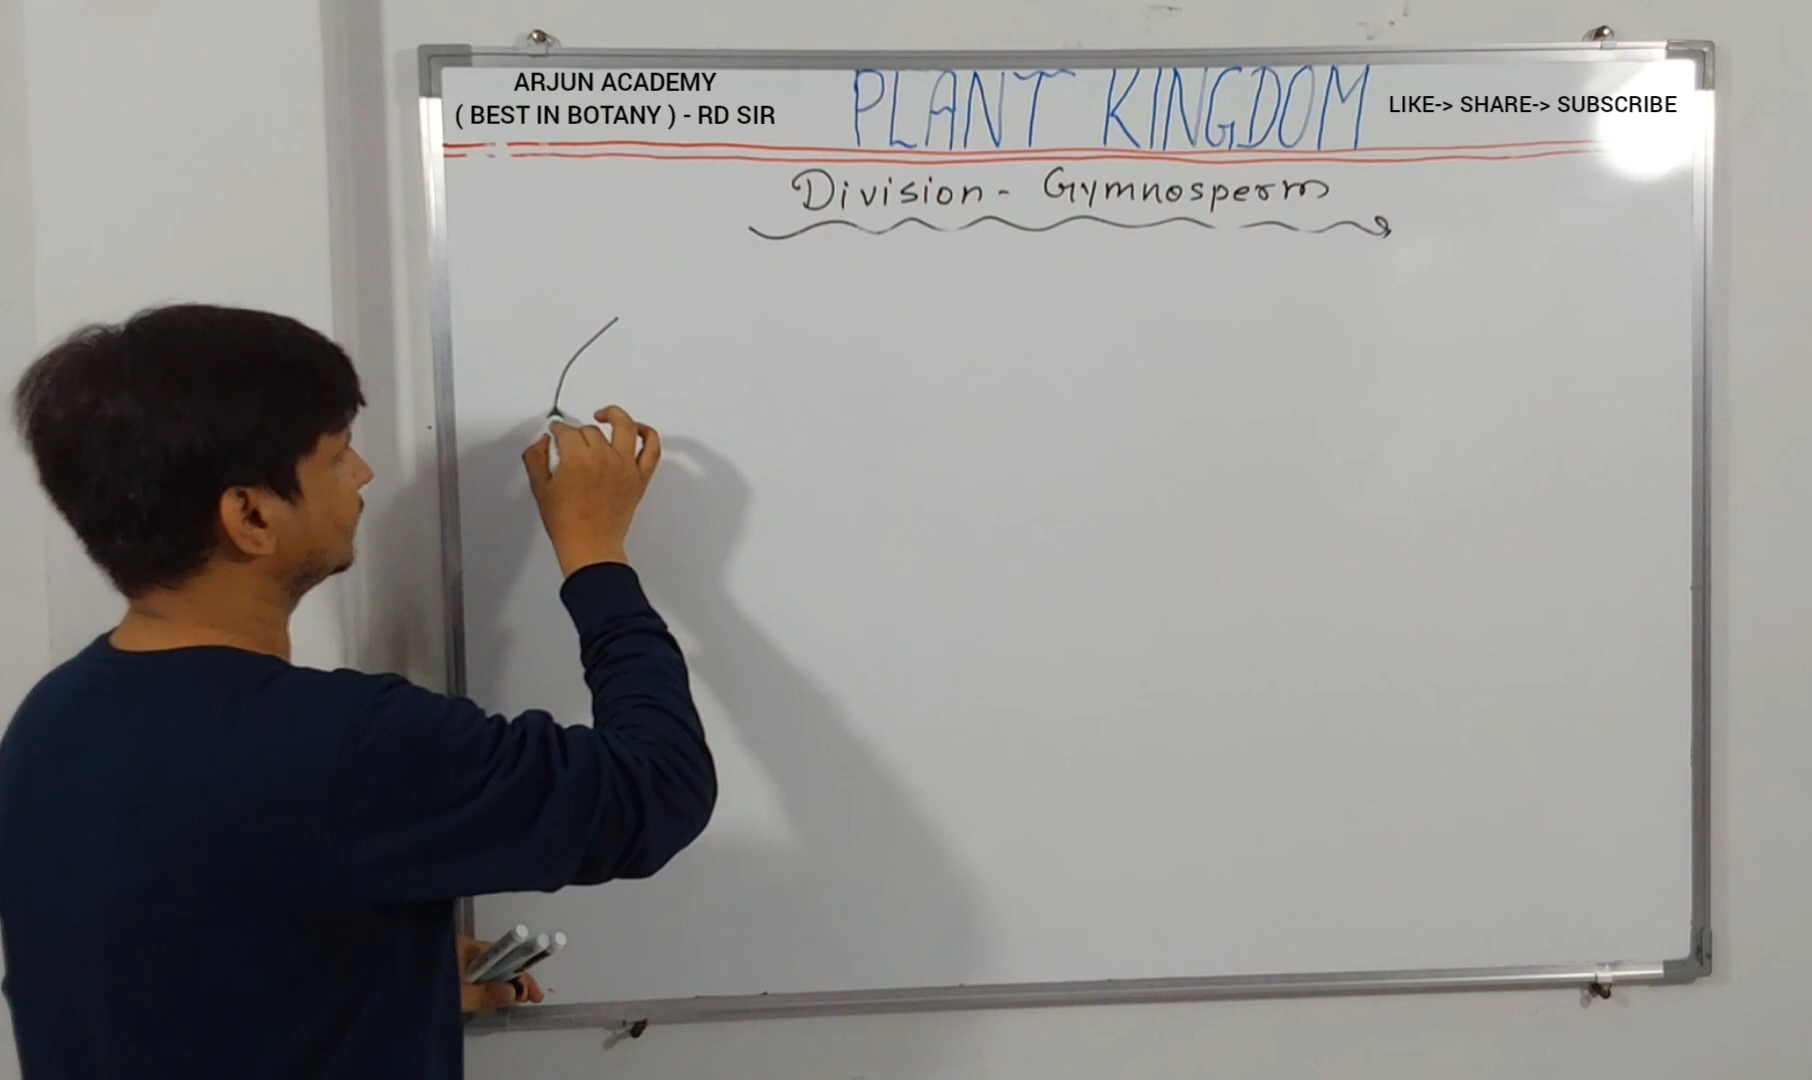 ARJUN ACADEMY
( BEST IN BOTANY ) - RD SIR
PLANT KINGDOM
LIKE-> SHARE-> SUBSCRIBE
Division - Gymnosperm